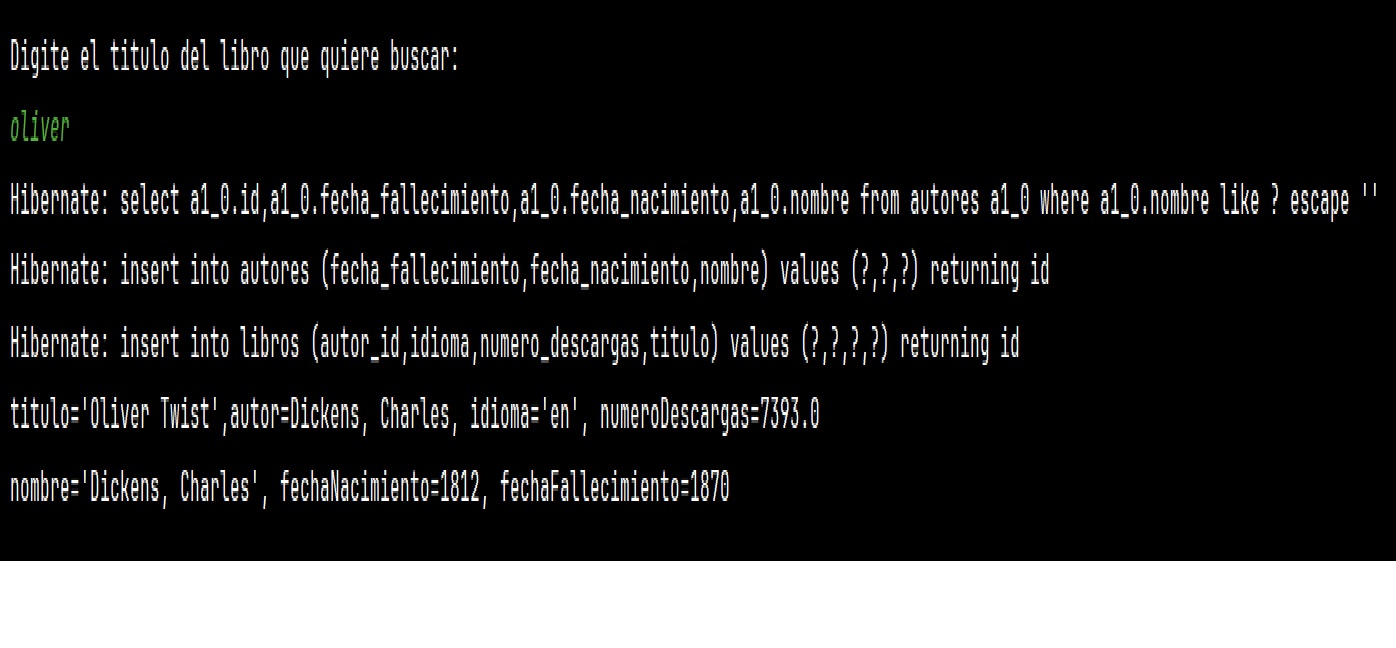 Digite el titulo del libro que quiere buscar:
oliver
Hibernate: select a1_0.id,a1_0.fecha_fallecimiento,a1_0.fecha_nacimiento,a1_0.nombre from autores a1_0 where a1_0.nombre like ? escape ''
Hibernate: insert into autores (fecha_fallecimiento,fecha_nacimiento,nombre) values (?,?,?) returning id
Hibernate: insert into libros (autor_id,idioma,numero_descargas,titulo) values (?,?,?,?) returning id
titulo='Oliver Twist',autor=Dickens, Charles, idioma='en', numeroDescargas=7393.0
nombre='Dickens, Charles', fechaNacimiento=1812, fechaFallecimiento=1870